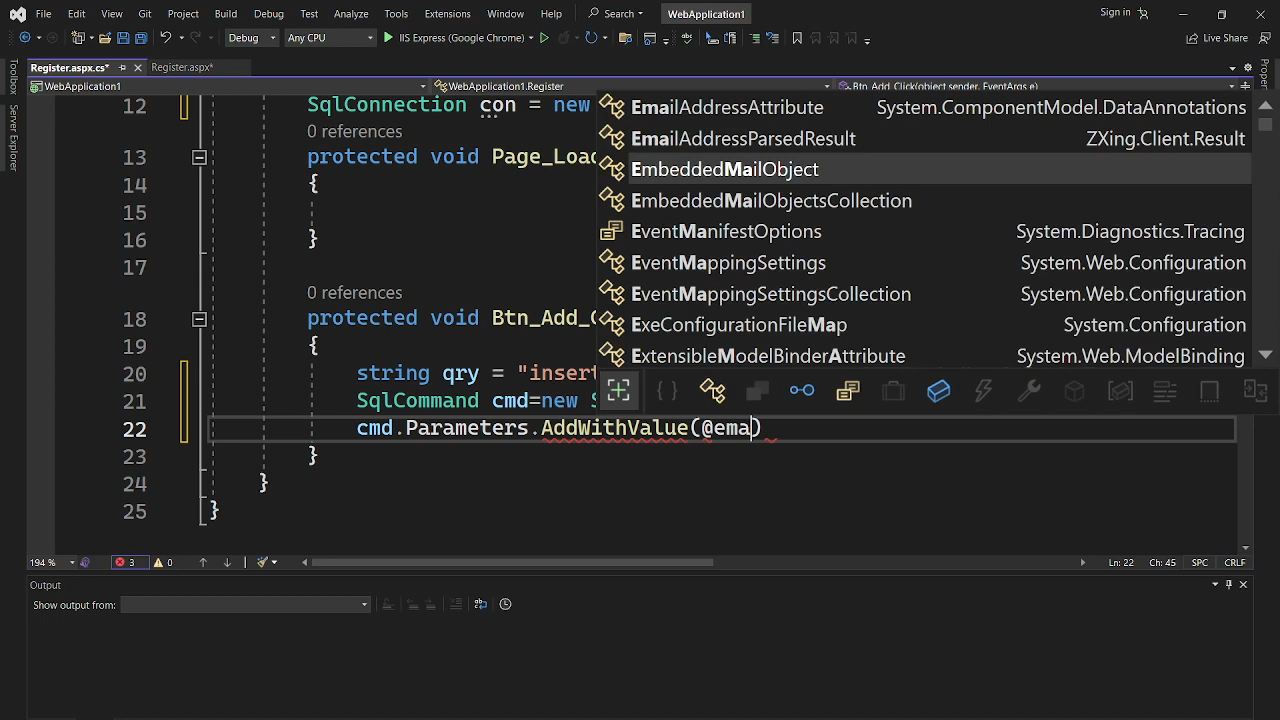 File Edit View Git Project Build Debug Test Analyze Tools Extensions Window Help Search WebApplication1 Sign in
Debug Any CPU IIS Express (Google Chrome) Live Share
Register.aspx.cs* Register.aspx*
WebApplication1 WebApplication1.Register Btn_Add_Click(object sender, EventArgs e)
Toolbox
Server Explorer
Proper
12 SqlConnection con = new
0 references
13 protected void Page_Loa
14 {
15
16 }
17
0 references
18 protected void Btn_Add_C
19 {
20 string qry = "insert
21 SqlCommand cmd=new S
22 cmd.Parameters.AddWithValue(@ema)
23 }
24 }
25 }
EmailAddressAttribute System.ComponentModel.DataAnnotations
EmailAddressParsedResult ZXing.Client.Result
EmbeddedMailObject
EmbeddedMailObjectsCollection
EventManifestOptions System.Diagnostics.Tracing
EventMappingSettings System.Web.Configuration
EventMappingSettingsCollection System.Web.Configuration
ExeConfigurationFileMap System.Configuration
ExtensibleModelBinderAttribute System.Web.ModelBinding
194 % 3 0 Ln: 22 Ch: 45 SPC CRLF
Output
Show output from: